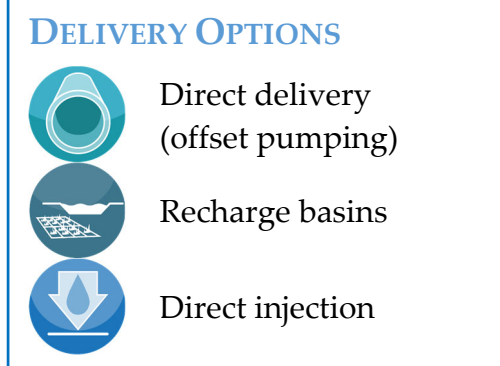 DELIVERY OPTIONS
Direct delivery
(offset pumping)
Recharge basins
Direct injection